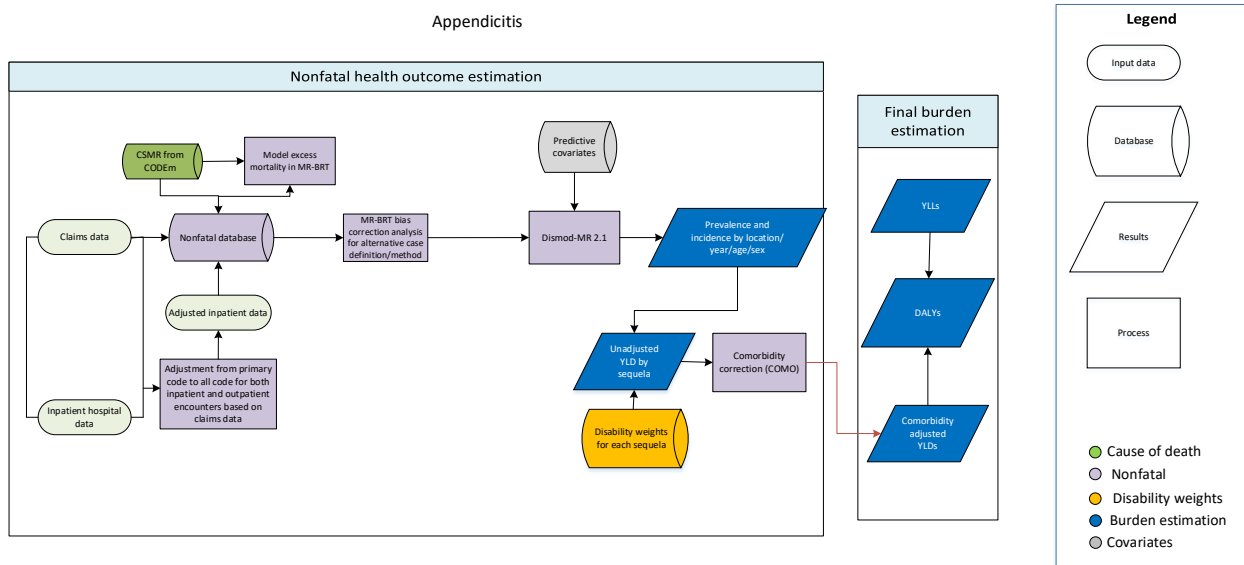 Appendicitis
Nonfatal health outcome estimation
CSMR from
CODEm
Model excess
mortality in MR-BRT
Predictive
covariates
Claims data
Nonfatal database
MR-BRT bias
correction analysis
for alternative case
definition/method
Dismod-MR 2.1
Prevalence and
incidence by location/
year/age/sex
Adjusted inpatient data
Adjustment from primary
code to all code for both
inpatient and outpatient
encounters based on
claims data
Inpatient hospital
data
Unadjusted
YLD by
sequela
Comorbidity
correction (COMO)
Disability weights
for each sequela
Final burden
estimation
YLLs
DALYs
Comorbidity
adjusted
YLDs
Legend
Input data
Database
Results
Process
Cause of death
Nonfatal
Disability weights
Burden estimation
Covariates